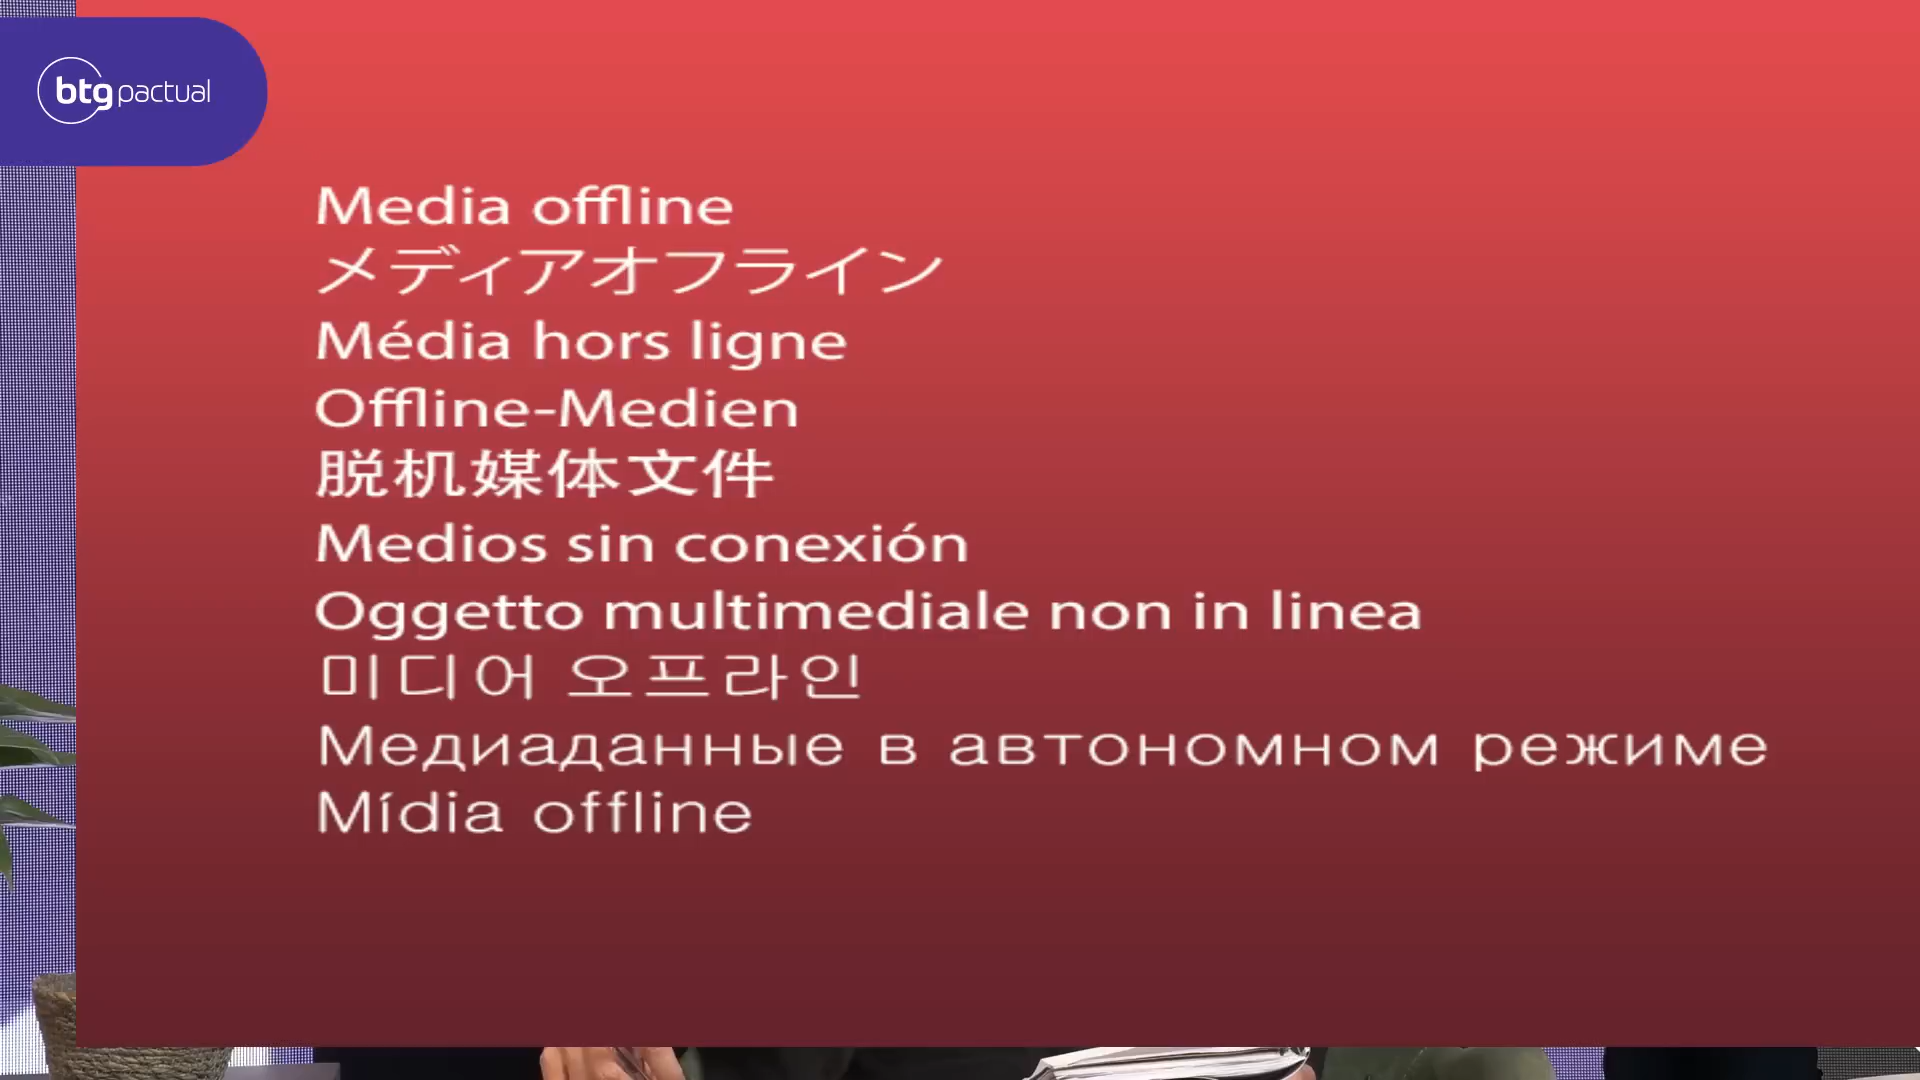 btg pactual
Media offline
メディアオフライン
Média hors ligne
Offline-Medien
脱机媒体文件
Medios sin conexión
Oggetto multimediale non in linea
미디어 오프라인
Медиаданные в автономном режиме
Mídia offline